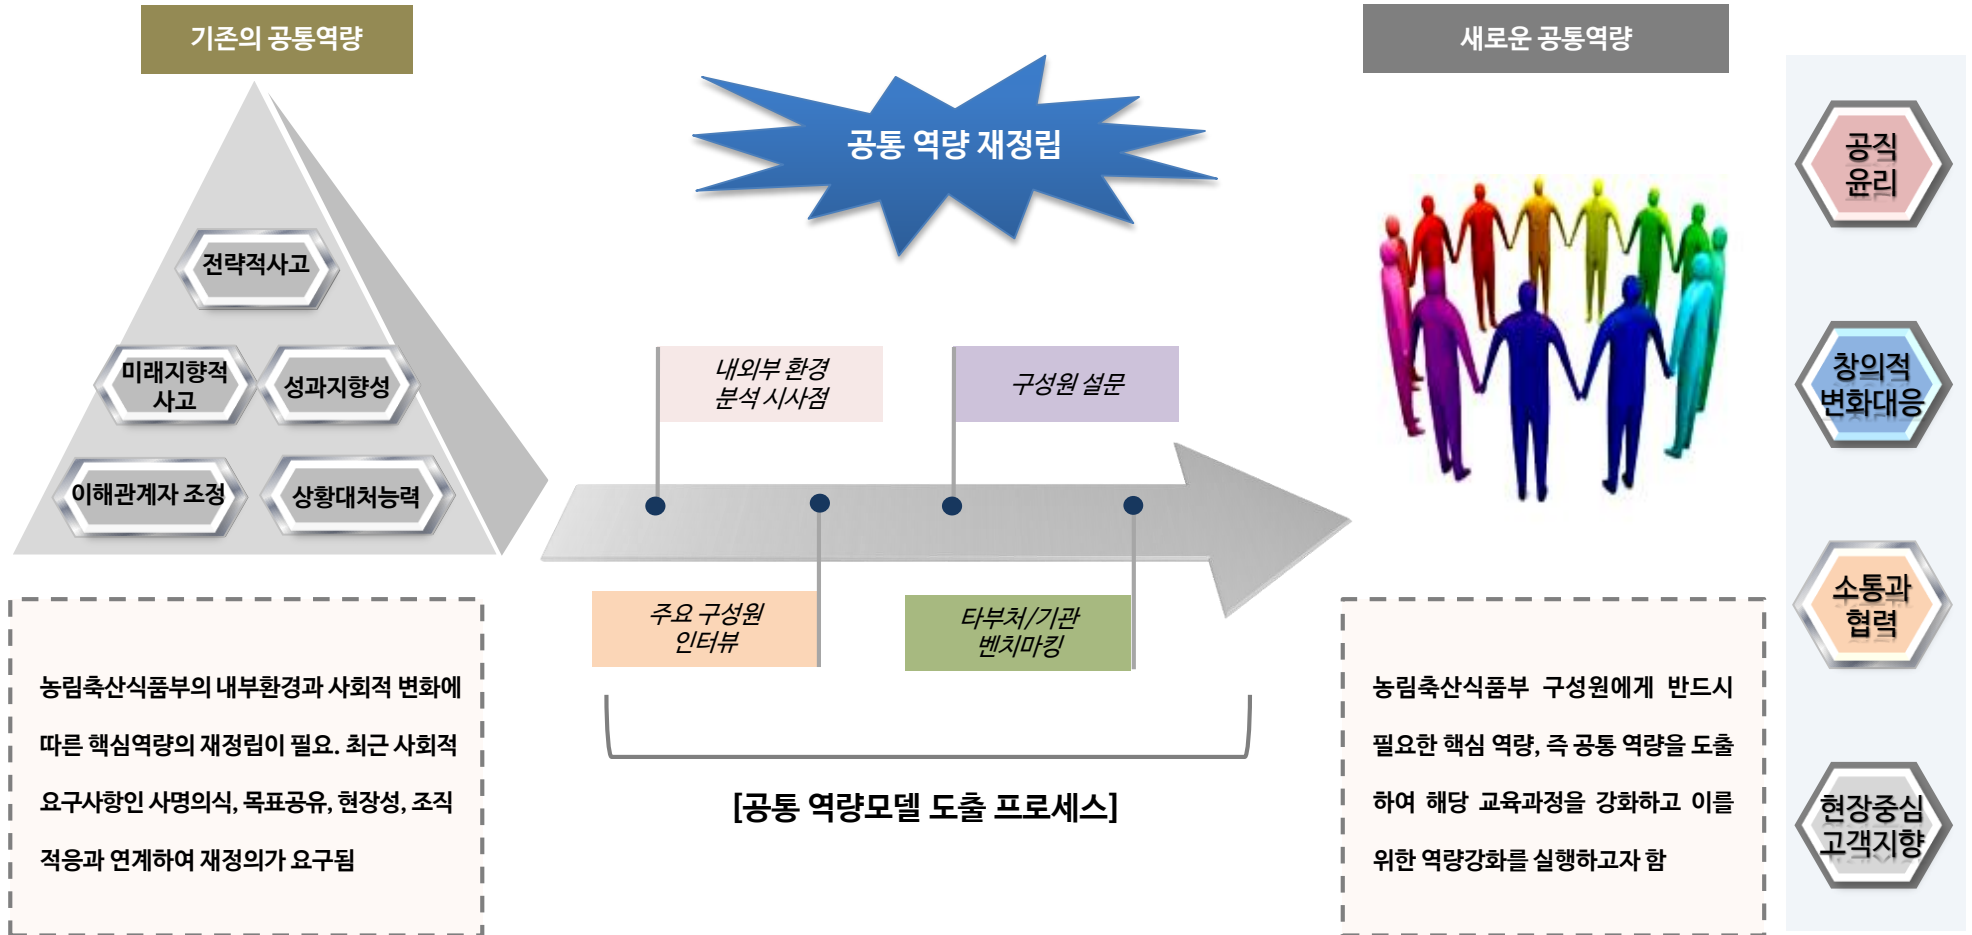 기존의 공통역량
전략적사고
미래지향적
사고
성과지향성
이해관계자 조정
상황대처능력
농림축산식품부의 내부환경과 사회적 변화에
따른 핵심역량의 재정립이 필요. 최근 사회적
요구사항인 사명의식, 목표공유, 현장성, 조직
적응과 연계하여 재정의가 요구됨
공통 역량 재정립
내외부 환경
분석 시사점
구성원 설문
주요 구성원
인터뷰
타부처/기관
벤치마킹
[공통 역량모델 도출 프로세스]
새로운 공통역량
농림축산식품부 구성원에게 반드시
필요한 핵심 역량, 즉 공통 역량을 도출
하여 해당 교육과정을 강화하고 이를
위한 역량강화를 실행하고자 함
공직
윤리
창의적
변화대응
소통과
협력
현장중심
고객지향